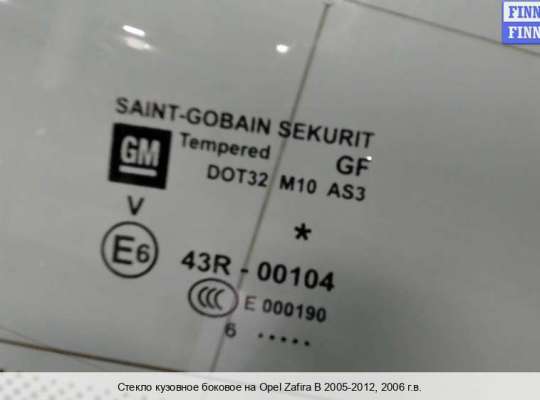 FINN
FINN
SAINT-GOBAIN SEKURIT
GM Tempered GF
DOT32 M10 AS3
V
*
E6 43R - 00104
CCC E 000190
6 .....
Стекло кузовное боковое на Opel Zafira B 2005-2012, 2006 г.в.